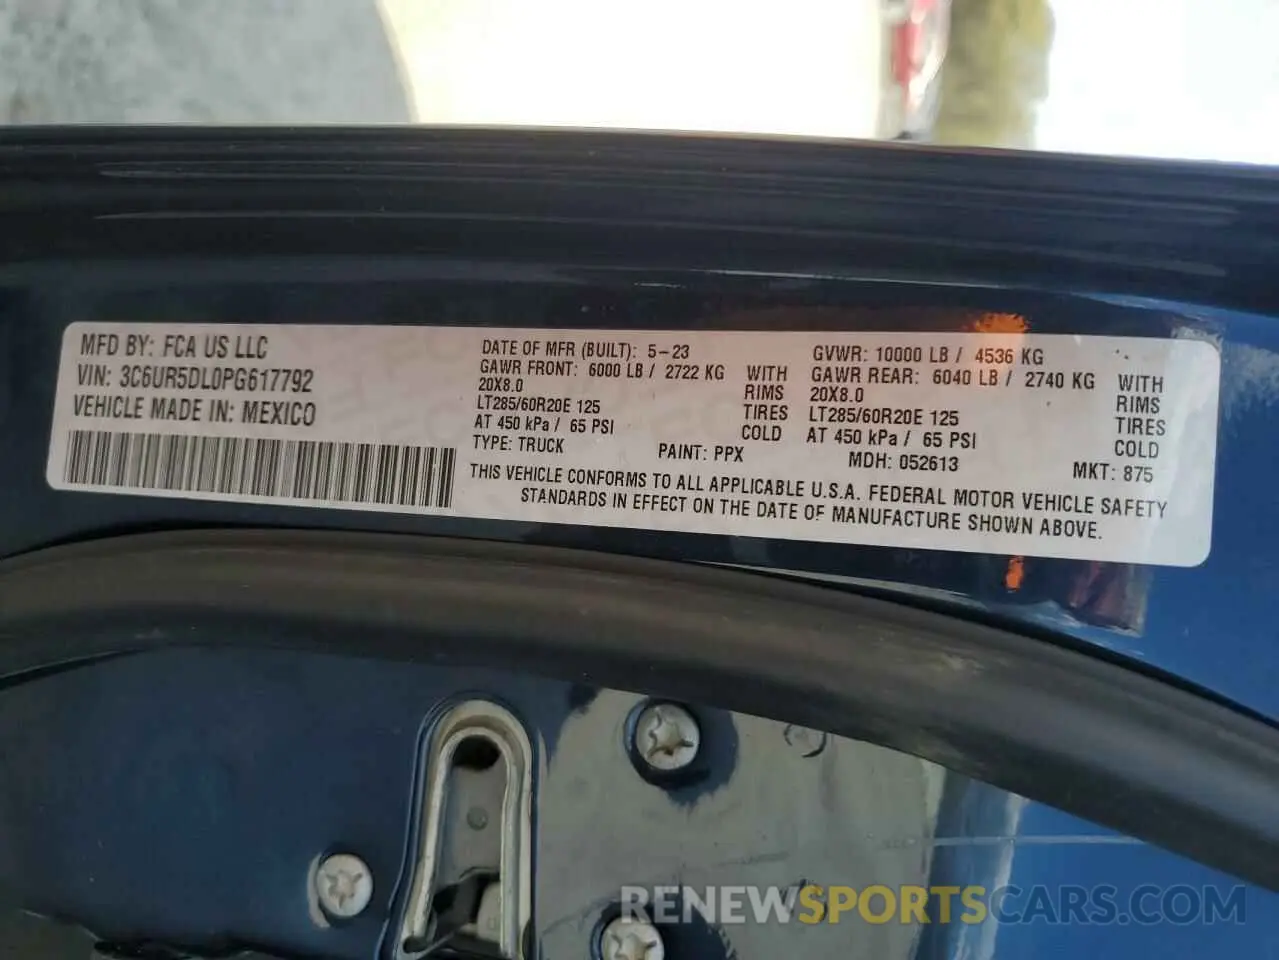 MFD BY: FCA US LLC
VIN: 3C6UR5DL0PG617792
VEHICLE MADE IN: MEXICO
DATE OF MFR (BUILT): 5-23
GAWR FRONT: 6000 LB / 2722 KG
20X8.0
LT285/60R20E 125
AT 450 kPa / 65 PSI
WITH
RIMS
TIRES
COLD
TYPE: TRUCK
PAINT: PPX
GVWR: 10000 LB / 4536 KG
GAWR REAR: 6040 LB / 2740 KG
20X8.0
LT285/60R20E 125
AT 450 kPa / 65 PSI
WITH
RIMS
TIRES
COLD
MDH: 052613
MKT: 875
THIS VEHICLE CONFORMS TO ALL APPLICABLE U.S.A. FEDERAL MOTOR VEHICLE SAFETY
STANDARDS IN EFFECT ON THE DATE OF MANUFACTURE SHOWN ABOVE.
RENEWSPORTSCARS.COM